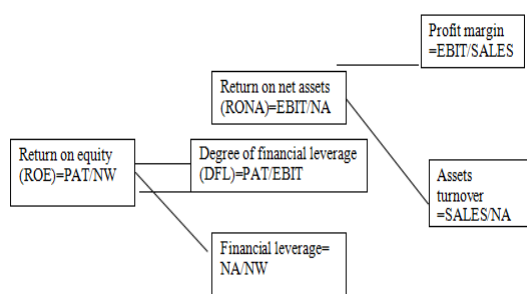 Profit margin
=EBIT/SALES
Return on net assets
(RONA)=EBIT/NA
Return on equity
(ROE)=PAT/NW
Degree of financial leverage
(DFL)=PAT/EBIT
Assets
turnover
=SALES/NA
Financial leverage=
NA/NW